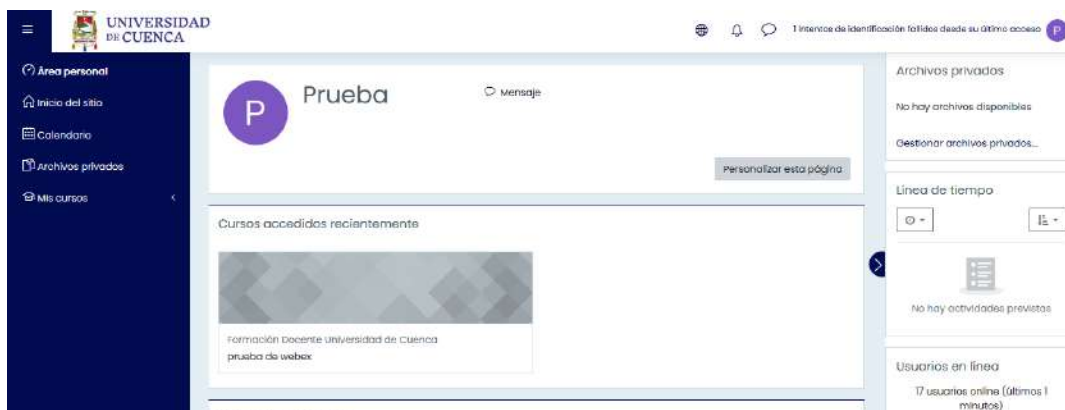 UNIVERSIDAD
DE CUENCA
1 intentos de identificación fallidos desde su último acceso
P
Área personal
Inicio del sitio
Calendario
Archivos privados
Mis cursos
P
Prueba
Mensaje
Personalizar esta página
Cursos accedidos recientemente
Formación Docente Universidad de Cuenca
prueba de webex
Archivos privados
No hay archivos disponibles
Gestionar archivos privados...
Línea de tiempo
No hay actividades previstas
Usuarios en línea
17 usuarios online (últimos 1
minutos)